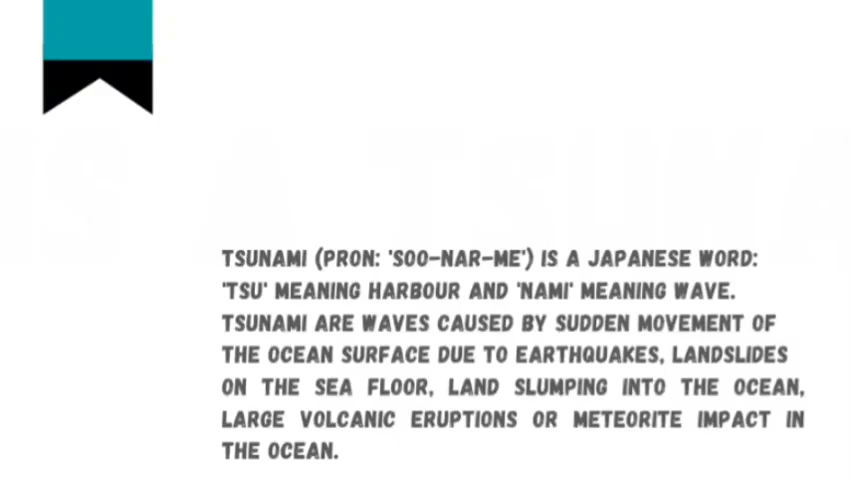 TSUNAMI (PRON: 'SOO-NAR-ME') IS A JAPANESE WORD:
'TSU' MEANING HARBOUR AND 'NAMI' MEANING WAVE.
TSUNAMI ARE WAVES CAUSED BY SUDDEN MOVEMENT OF
THE OCEAN SURFACE DUE TO EARTHQUAKES, LANDSLIDES
ON THE SEA FLOOR, LAND SLUMPING INTO THE OCEAN,
LARGE VOLCANIC ERUPTIONS OR METEORITE IMPACT IN
THE OCEAN.